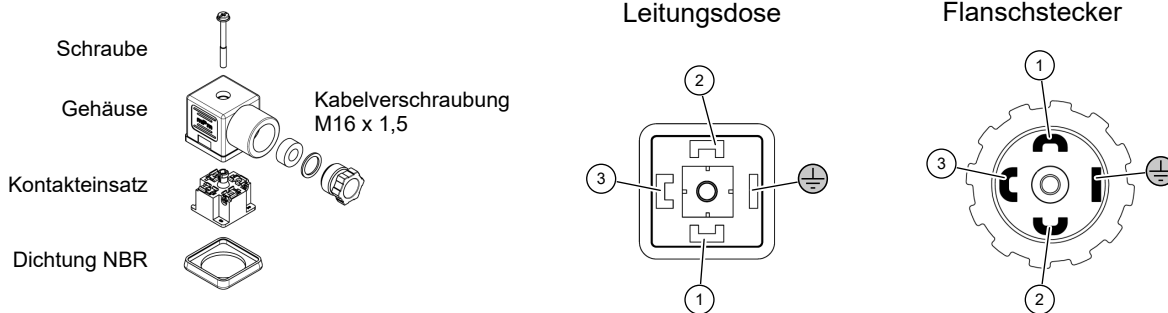 Schraube
Gehäuse
Kabelverschraubung
M16 x 1,5
Kontakteinsatz
Dichtung NBR
Leitungsdose
2
3
1
Flanschstecker
1
3
2